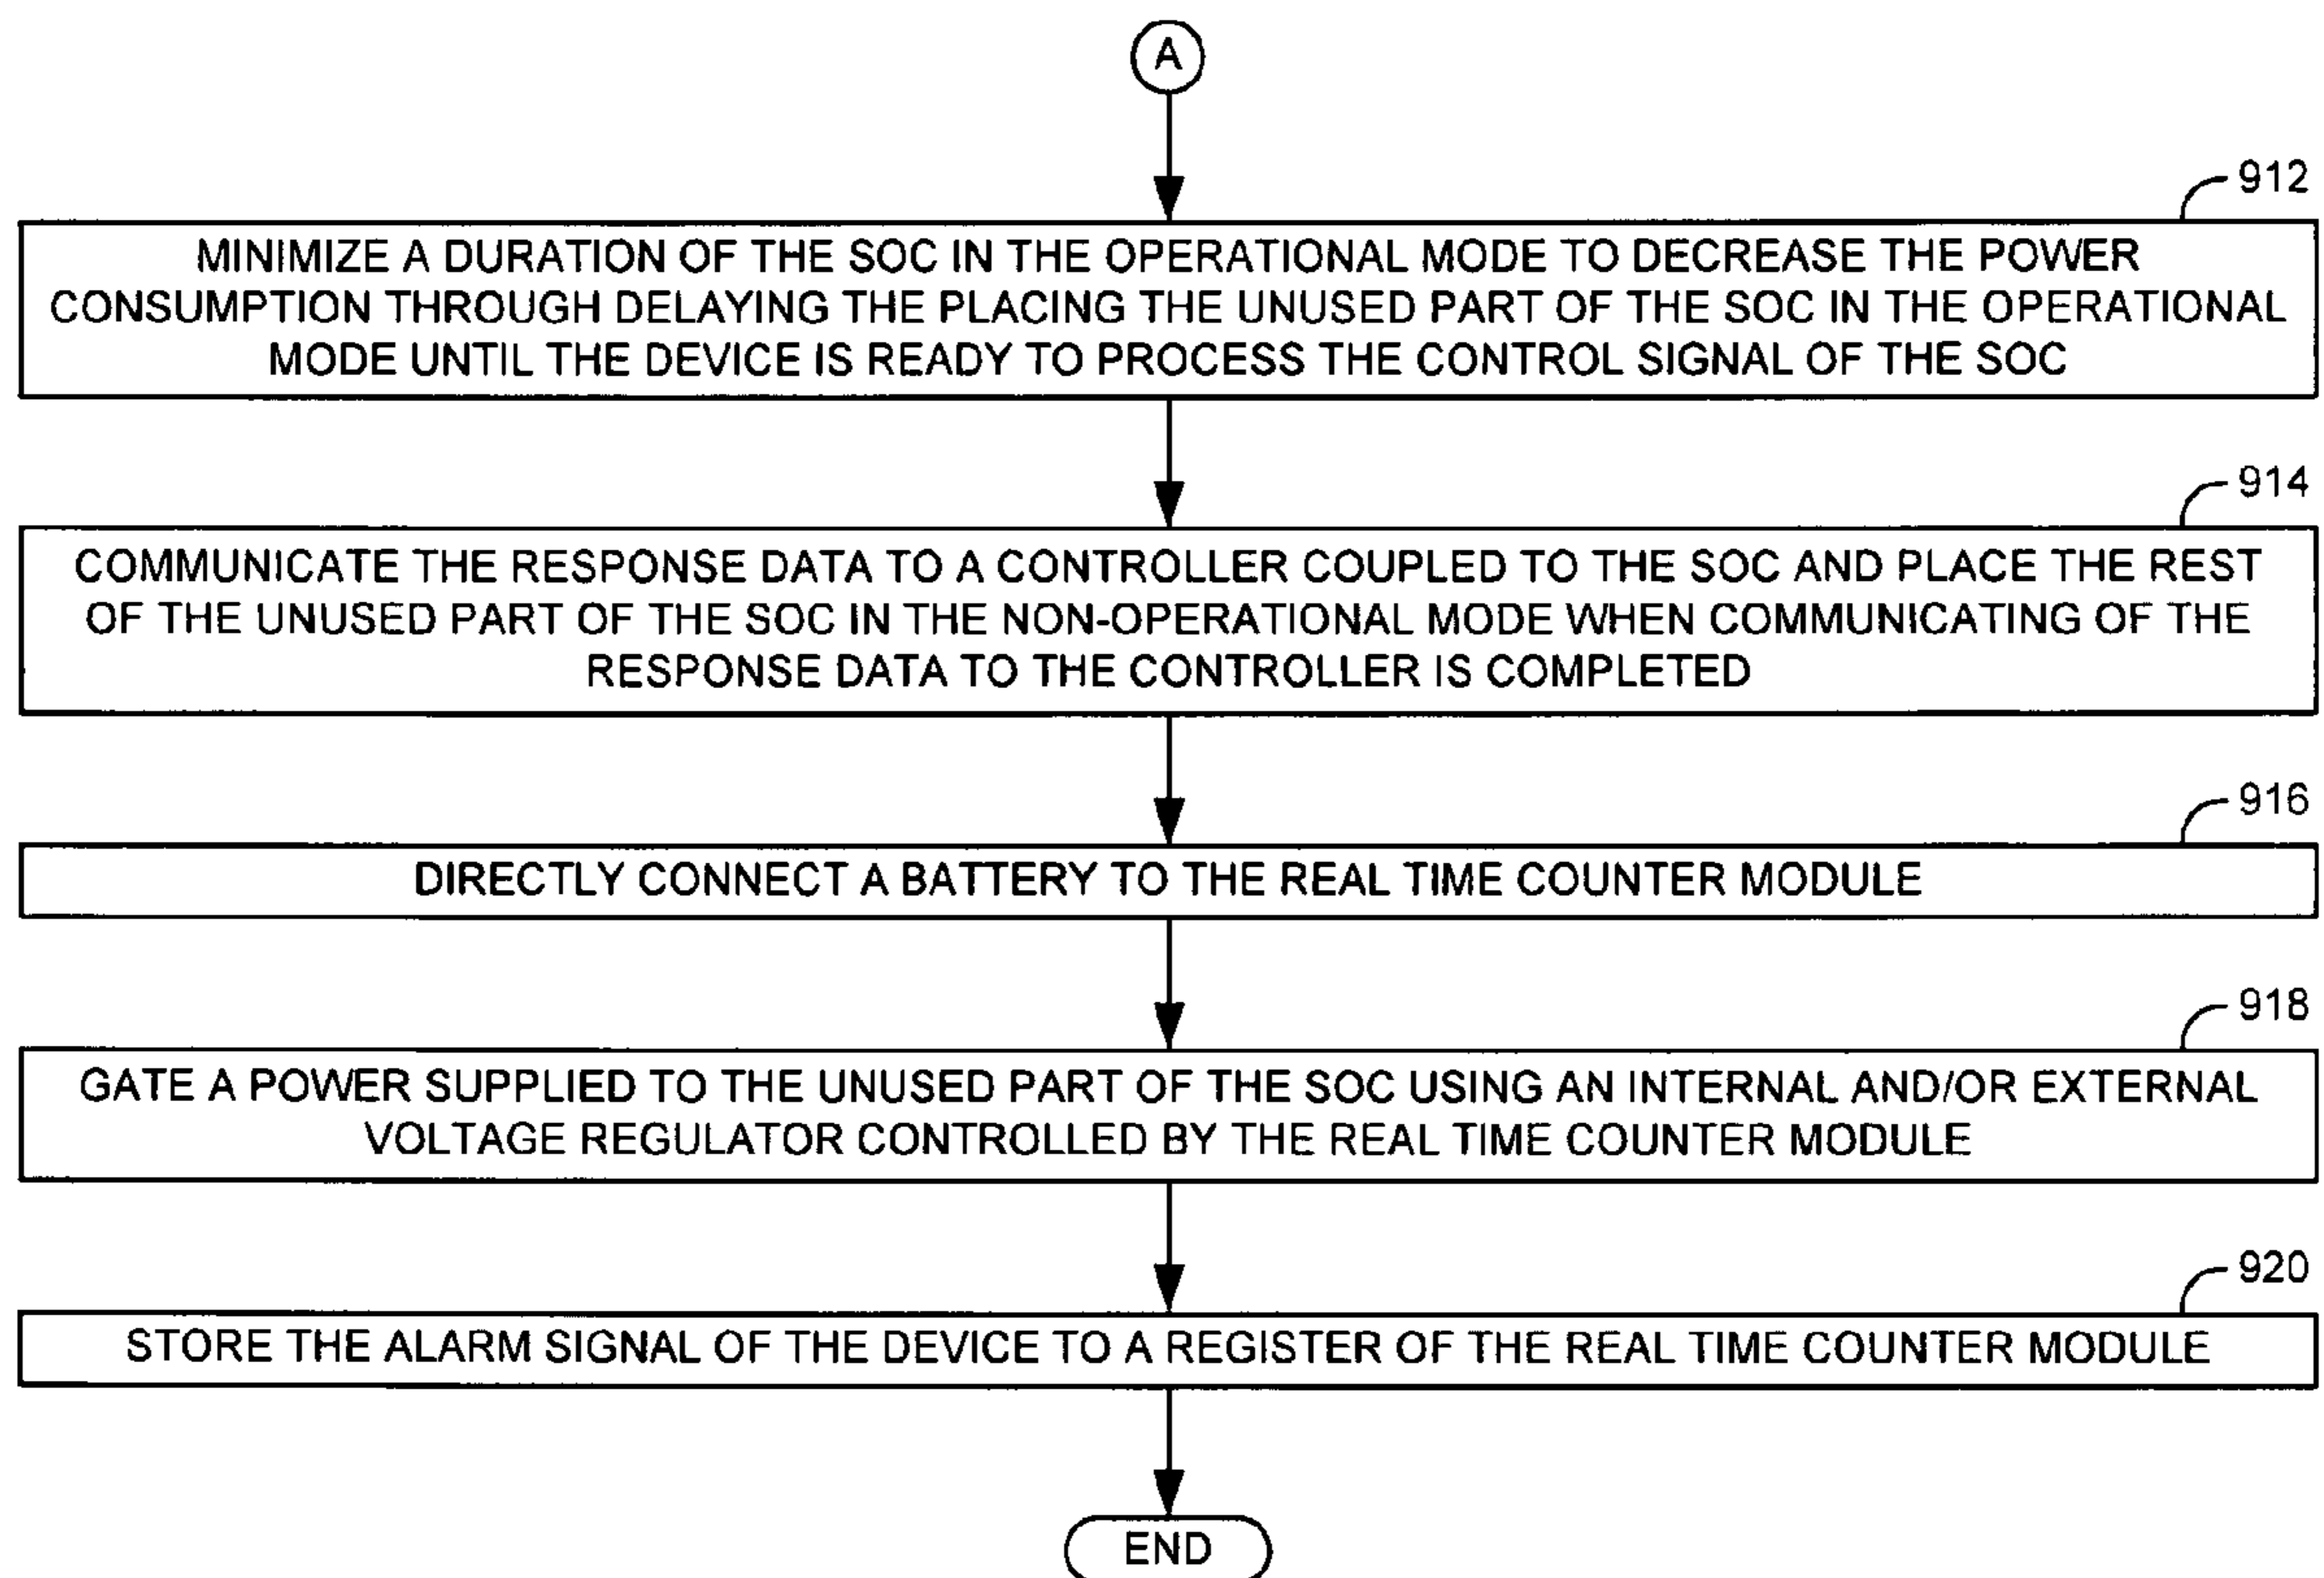 A
912
MINIMIZE A DURATION OF THE SOC IN THE OPERATIONAL MODE TO DECREASE THE POWER
CONSUMPTION THROUGH DELAYING THE PLACING THE UNUSED PART OF THE SOC IN THE OPERATIONAL
MODE UNTIL THE DEVICE IS READY TO PROCESS THE CONTROL SIGNAL OF THE SOC
914
COMMUNICATE THE RESPONSE DATA TO A CONTROLLER COUPLED TO THE SOC AND PLACE THE REST
OF THE UNUSED PART OF THE SOC IN THE NON-OPERATIONAL MODE WHEN COMMUNICATING OF THE
RESPONSE DATA TO THE CONTROLLER IS COMPLETED
916
DIRECTLY CONNECT A BATTERY TO THE REAL TIME COUNTER MODULE
918
GATE A POWER SUPPLIED TO THE UNUSED PART OF THE SOC USING AN INTERNAL AND/OR EXTERNAL
VOLTAGE REGULATOR CONTROLLED BY THE REAL TIME COUNTER MODULE
920
STORE THE ALARM SIGNAL OF THE DEVICE TO A REGISTER OF THE REAL TIME COUNTER MODULE
END